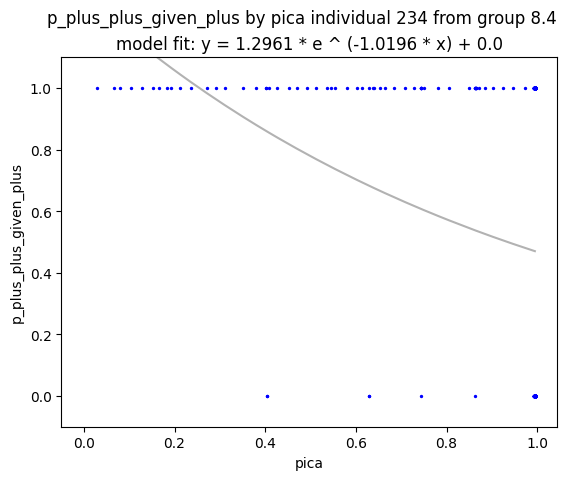 p_plus_plus_given_plus by pica individual 234 from group 8.4
model fit: y = 1.2961 * e ^ (-1.0196 * x) + 0.0
1.0
0.8
0.6
0.4
0.2
0.0
p_plus_plus_given_plus
0.0 0.2 0.4 0.6 0.8 1.0
pica